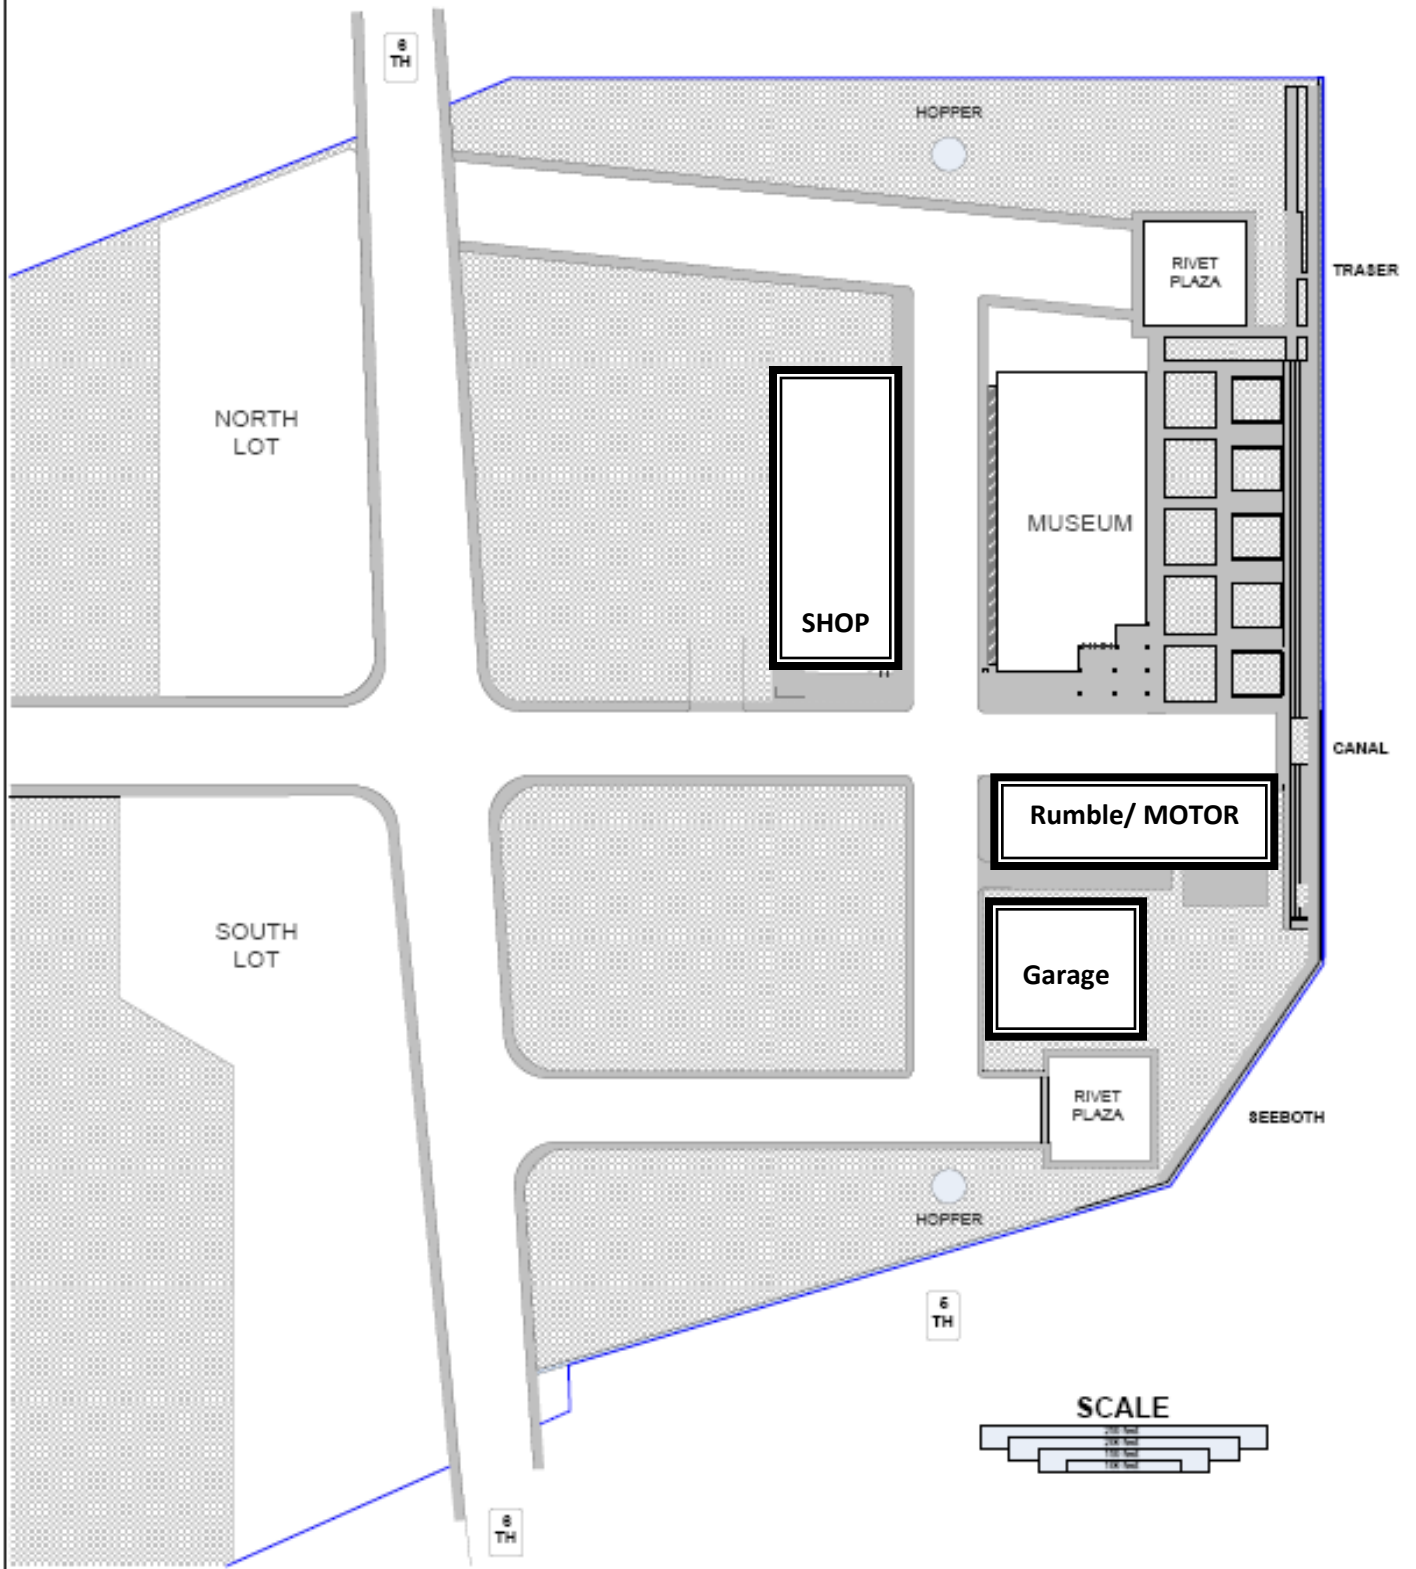 6
TH
HOPPER
RIVET
PLAZA
TRASER
NORTH
LOT
MUSEUM
SHOP
CANAL
Rumble/ MOTOR
SOUTH
LOT
Garage
RIVET
PLAZA
SEEBOTH
HOPPER
5
TH
SCALE
6
TH